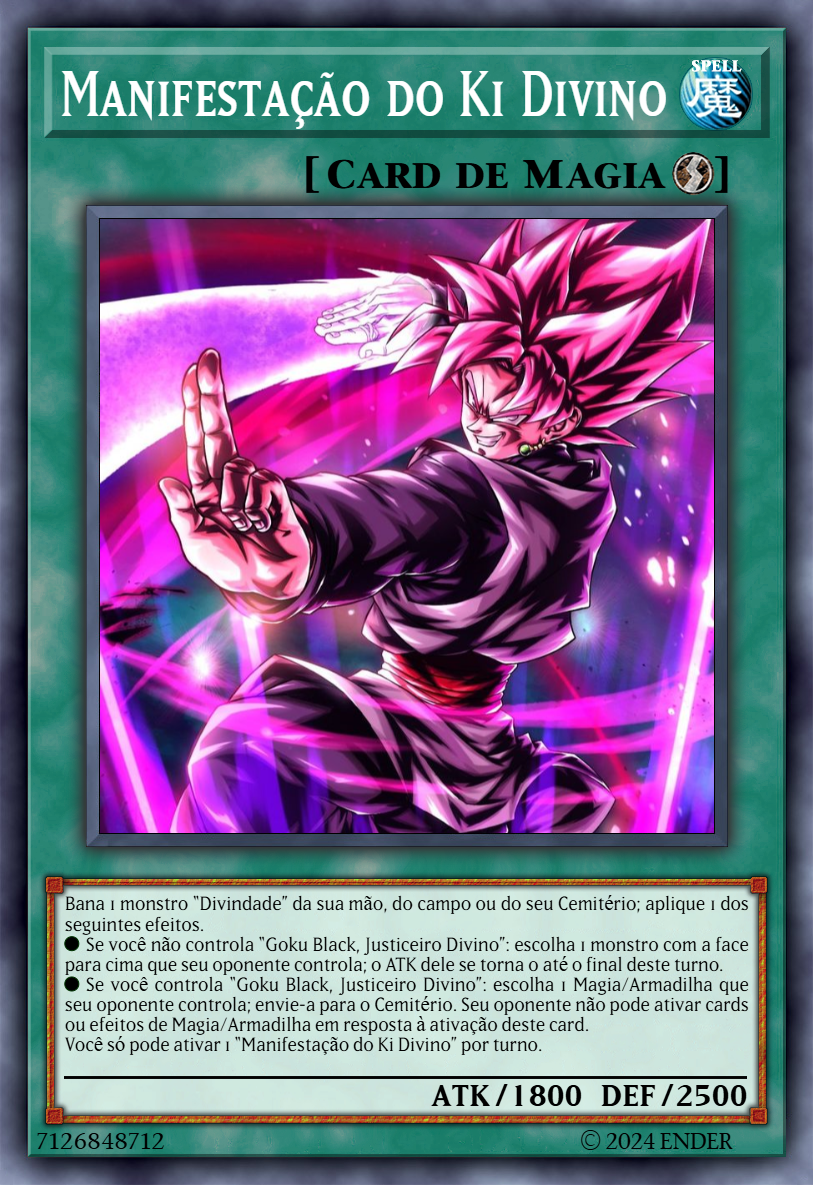 Manifestação do Ki Divino
SPELL
魔
[Card de Magia]
Bana 1 monstro "Divindade" da sua mão, do campo ou do seu Cemitério; aplique 1 dos
seguintes efeitos.
● Se você não controla "Goku Black, Justiceiro Divino": escolha 1 monstro com a face
para cima que seu oponente controla; o ATK dele se torna o até o final deste turno.
● Se você controla "Goku Black, Justiceiro Divino": escolha 1 Magia/Armadilha que
seu oponente controla; envie-a para o Cemitério. Seu oponente não pode ativar cards
ou efeitos de Magia/Armadilha em resposta à ativação deste card.
Você só pode ativar 1 "Manifestação do Ki Divino" por turno.
ATK/1800 DEF/2500
7126848712
© 2024 ENDER